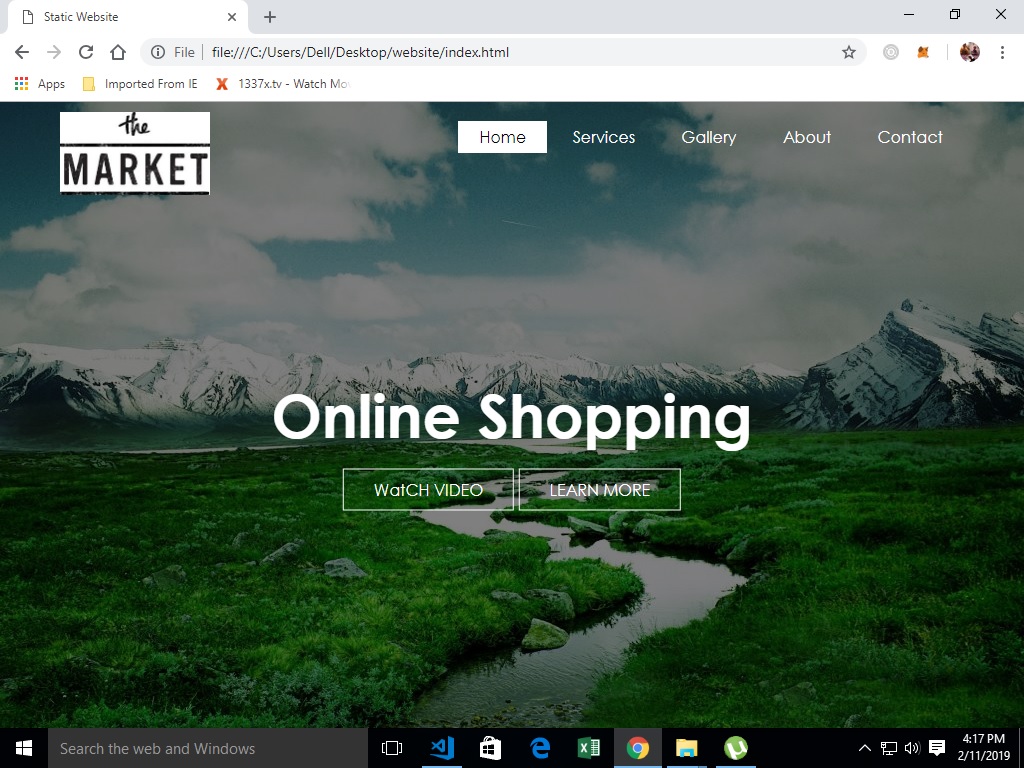 Static Website
File
file:///C:/Users/Dell/Desktop/website/index.html
Apps
Imported From IE
1337x.tv - Watch Mo
the
MARKET
Home
Services
Gallery
About
Contact
Online Shopping
WatCH VIDEO
LEARN MORE
Search the web and Windows
4:17 PM
2/11/2019